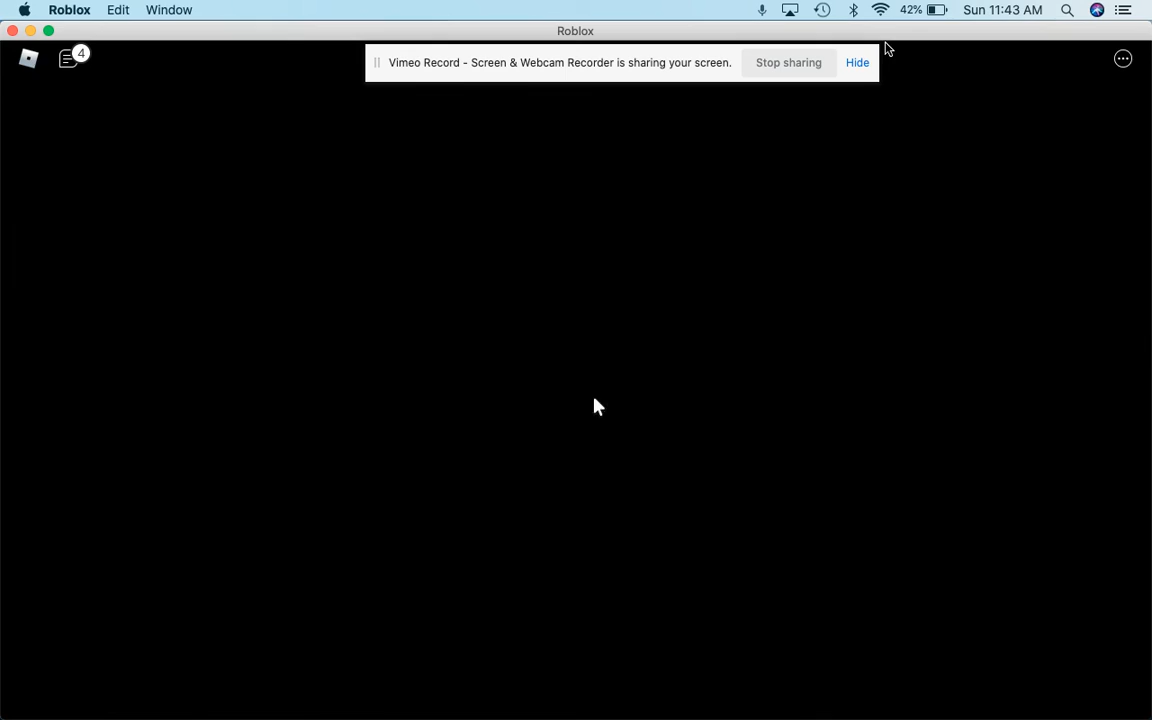 Roblox Edit Window 42% Sun 11:43 AM
Roblox
4
Vimeo Record - Screen & Webcam Recorder is sharing your screen. Stop sharing Hide